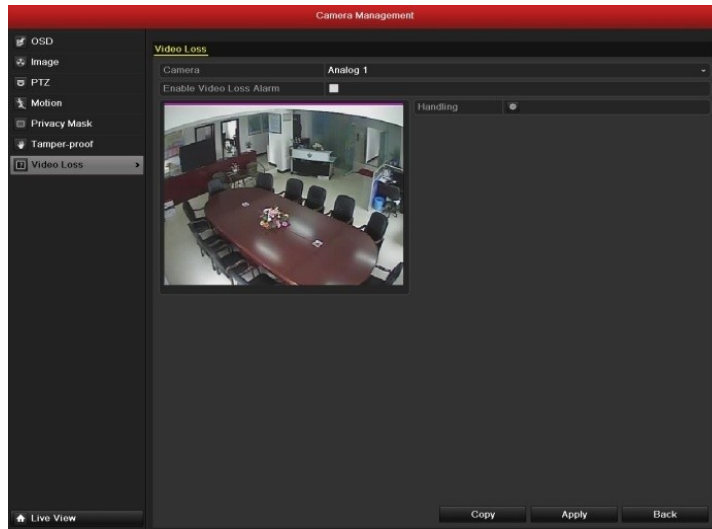 Camera Management
OSD
Image
PTZ
Motion
Privacy Mask
Tamper-proof
Video Loss
Live View
Video Loss
Camera Analog 1
Enable Video Loss Alarm
Handling
Copy Apply Back